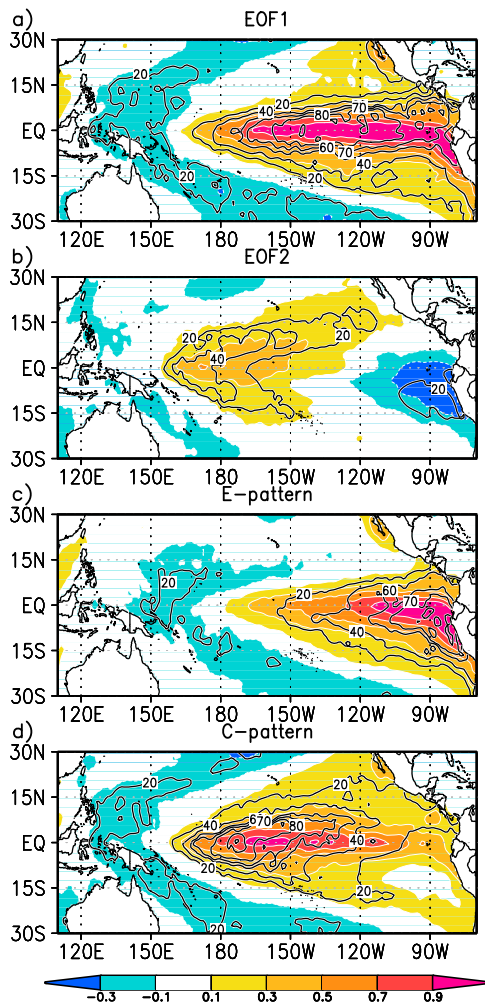 a) EOF1
30N
15N
EQ
15S
30S
20 20 40 80 70 60 70 40 20 20
120E 150E 180 150W 120W 90W
b) EOF2
30N
15N
EQ
15S
30S
20 20 40 20 20
120E 150E 180 150W 120W 90W
c) E-pattern
30N
15N
EQ
15S
30S
20 20 60 70 40
120E 150E 180 150W 120W 90W
d) C-pattern
30N
15N
EQ
15S
30S
20 20 40 670 80 40 20 20 20
120E 150E 180 150W 120W 90W
-0.3 -0.1 0.1 0.3 0.5 0.7 0.9